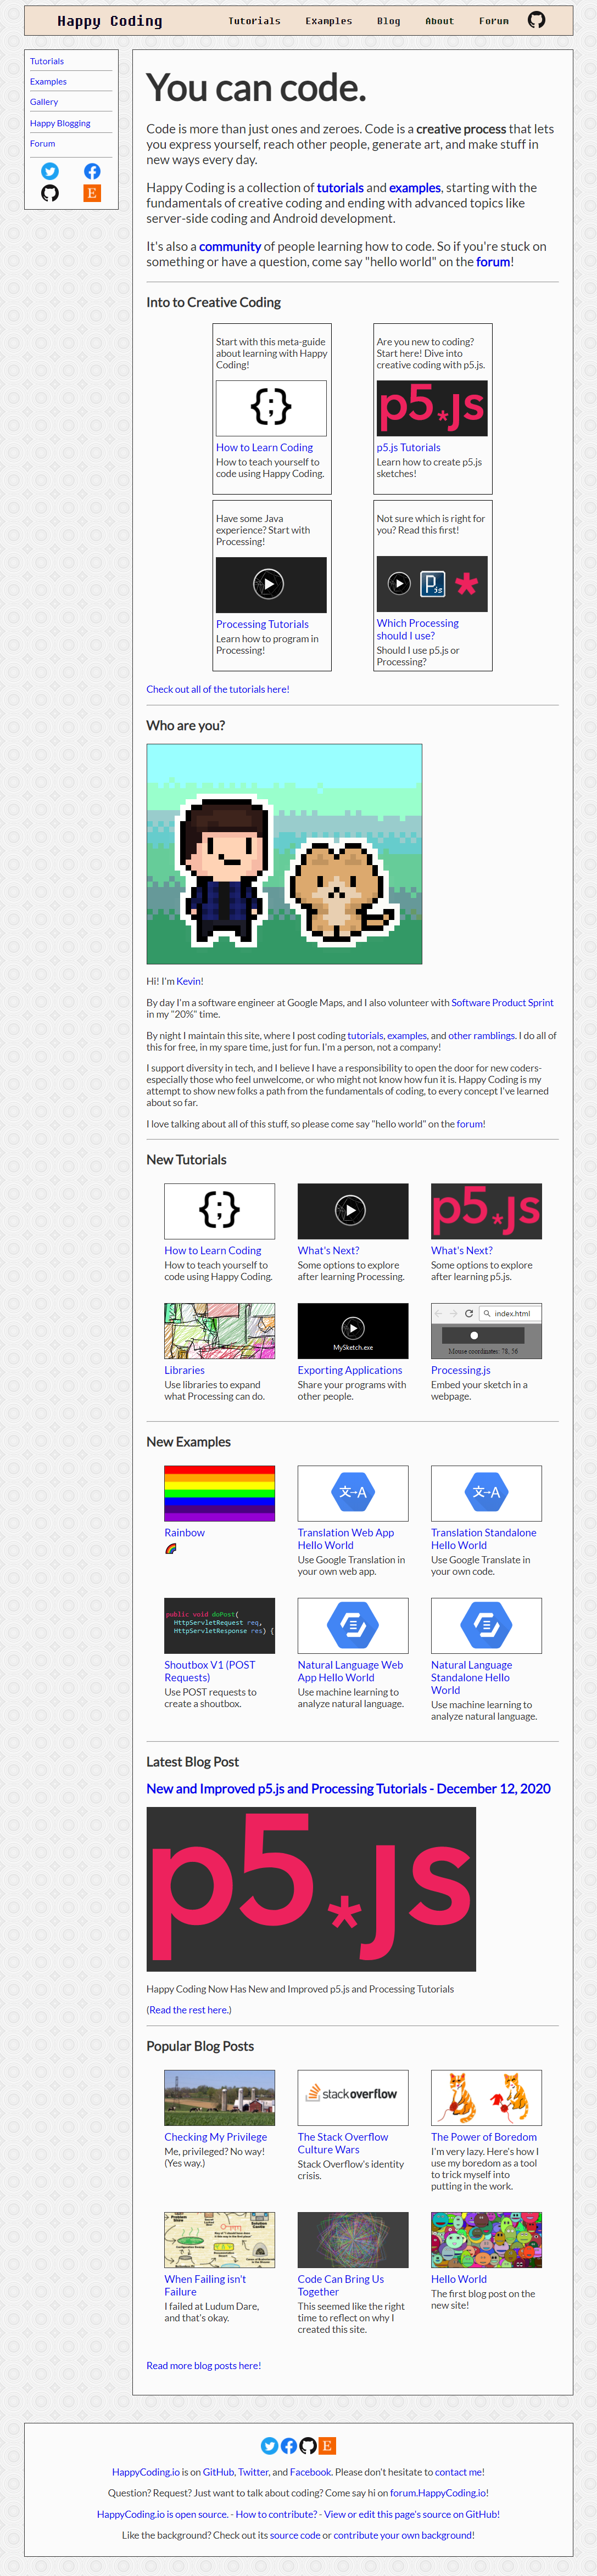 Happy Coding
Tutorials
Examples
Blog
About
Forum
Tutorials
Examples
Gallery
Happy Blogging
Forum
E
You can code.
Code is more than just ones and zeroes. Code is a creative process that lets
you express yourself, reach other people, generate art, and make stuff in
new ways every day.
Happy Coding is a collection of tutorials and examples, starting with the
fundamentals of creative coding and ending with advanced topics like
server-side coding and Android development.
It's also a community of people learning how to code. So if you're stuck on
something or have a question, come say "hello world" on the forum!
Into to Creative Coding
Start with this meta-guide
about learning with Happy
Coding!
{;}
How to Learn Coding
How to teach yourself to
code using Happy Coding.
Are you new to coding?
Start here! Dive into
creative coding with p5.js.
p5*js
p5.js Tutorials
Learn how to create p5.js
sketches!
Have some Java
experience? Start with
Processing!
Processing Tutorials
Learn how to program in
Processing!
Not sure which is right for
you? Read this first!
Pjs *
Which Processing
should I use?
Should I use p5.js or
Processing?
Check out all of the tutorials here!
Who are you?
Hi! I'm Kevin!
By day I'm a software engineer at Google Maps, and I also volunteer with Software Product Sprint
in my "20%" time.
By night I maintain this site, where I post coding tutorials, examples, and other ramblings. I do all of
this for free, in my spare time, just for fun. I'm a person, not a company!
I support diversity in tech, and I believe I have a responsibility to open the door for new coders-
especially those who feel unwelcome, or who might not know how fun it is. Happy Coding is my
attempt to show new folks a path from the fundamentals of coding, to every concept I've learned
about so far.
I love talking about all of this stuff, so please come say "hello world" on the forum!
New Tutorials
{;}
How to Learn Coding
How to teach yourself to
code using Happy Coding.
What's Next?
Some options to explore
after learning Processing.
p5*js
What's Next?
Some options to explore
after learning p5.js.
Libraries
Use libraries to expand
what Processing can do.
MySketch.exe
Exporting Applications
Share your programs with
other people.
index.html
Mouse coordinates: 78, 56
Processing.js
Embed your sketch in a
webpage.
New Examples
Rainbow
🌈
文→A
Translation Web App
Hello World
Use Google Translation in
your own web app.
文→A
Translation Standalone
Hello World
Use Google Translate in
your own code.
public void doPost(
HttpServletRequest req,
HttpServletResponse res) {
Shoutbox V1 (POST
Requests)
Use POST requests to
create a shoutbox.
Natural Language Web
App Hello World
Use machine learning to
analyze natural language.
Natural Language
Standalone Hello
World
Use machine learning to
analyze natural language.
Latest Blog Post
New and Improved p5.js and Processing Tutorials - December 12, 2020
p5*js
Happy Coding Now Has New and Improved p5.js and Processing Tutorials
(Read the rest here.)
Popular Blog Posts
Checking My Privilege
Me, privileged? No way!
(Yes way.)
stackoverflow
The Stack Overflow
Culture Wars
Stack Overflow's identity
crisis.
The Power of Boredom
I'm very lazy. Here's how I
use my boredom as a tool
to trick myself into
putting in the work.
When Failing isn't
Failure
I failed at Ludum Dare,
and that's okay.
Code Can Bring Us
Together
This seemed like the right
time to reflect on why I
created this site.
Hello World
The first blog post on the
new site!
Read more blog posts here!
E
HappyCoding.io is on GitHub, Twitter, and Facebook. Please don't hesitate to contact me!
Question? Request? Just want to talk about coding? Come say hi on forum.HappyCoding.io!
HappyCoding.io is open source. - How to contribute? - View or edit this page's source on GitHub!
Like the background? Check out its source code or contribute your own background!